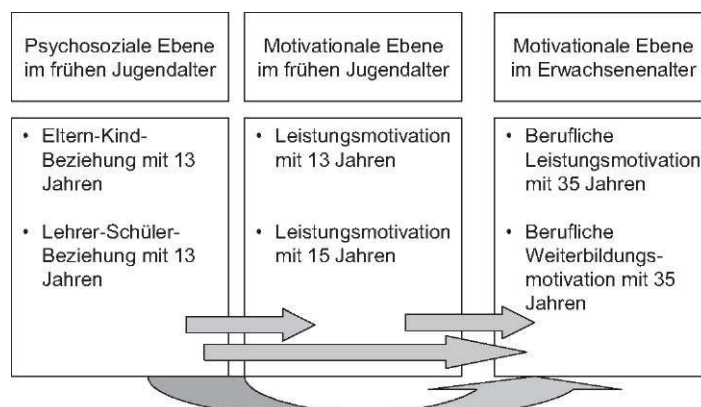 Psychosoziale Ebene
im frühen Jugendalter
Motivationale Ebene
im frühen Jugendalter
Motivationale Ebene
im Erwachsenenalter
• Eltern-Kind-
Beziehung mit 13
Jahren
• Lehrer-Schüler-
Beziehung mit 13
Jahren
• Leistungsmotivation
mit 13 Jahren
• Leistungsmotivation
mit 15 Jahren
• Berufliche
Leistungsmotivation
mit 35 Jahren
• Berufliche
Weiterbildungs-
motivation mit 35
Jahren